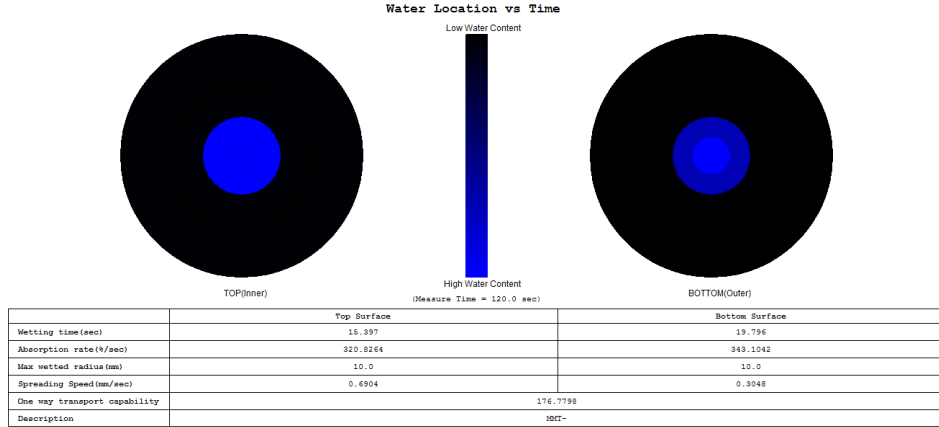 Water Location vs Time
Low Water Content
High Water Content
TOP(Inner)
(Measure Time = 120.0 sec)
BOTTOM(Outer)
Top Surface Bottom Surface
Wetting time(sec) 15.397 19.796
Absorption rate(%/sec) 320.8264 343.1042
Max wetted radius(mm) 10.0 10.0
Spreading Speed(mm/sec) 0.6904 0.3048
One way transport capability 176.7798
Description MMT-